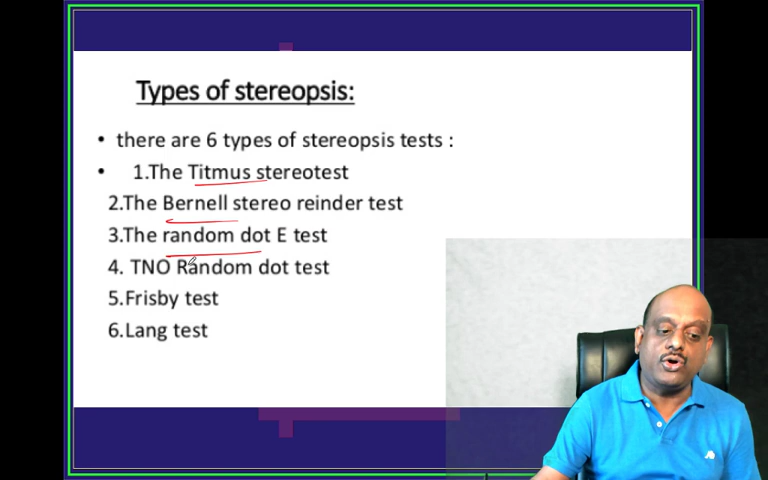 Types of stereopsis:
• there are 6 types of stereopsis tests :
• 1.The Titmus stereotest
2.The Bernell stereo reinder test
3.The random dot E test
4. TNO Random dot test
5.Frisby test
6.Lang test